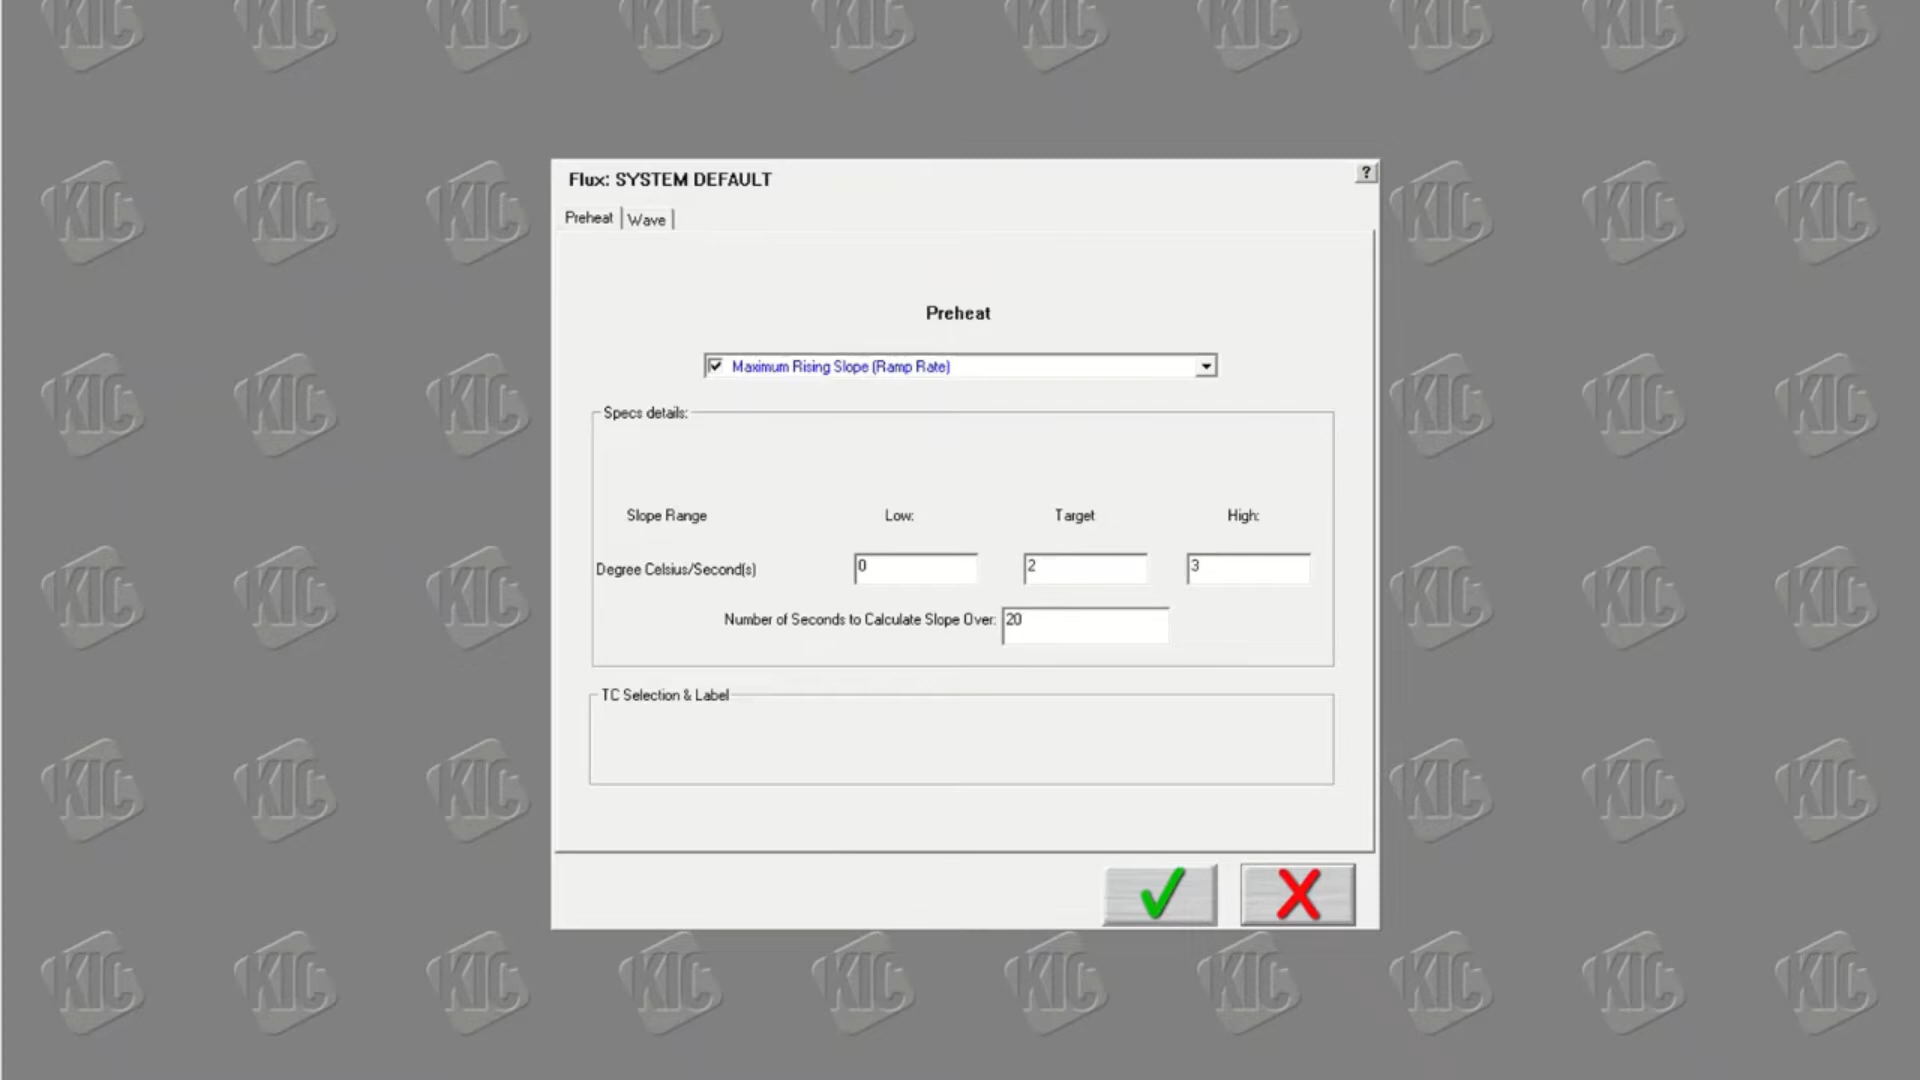 Flux: SYSTEM DEFAULT
?
Preheat
Wave
Preheat
Maximum Rising Slope (Ramp Rate)
Specs details:
Slope Range
Low:
Target
High:
Degree Celsius/Second(s)
0
2
3
Number of Seconds to Calculate Slope Over:
20
TC Selection & Label
KIC